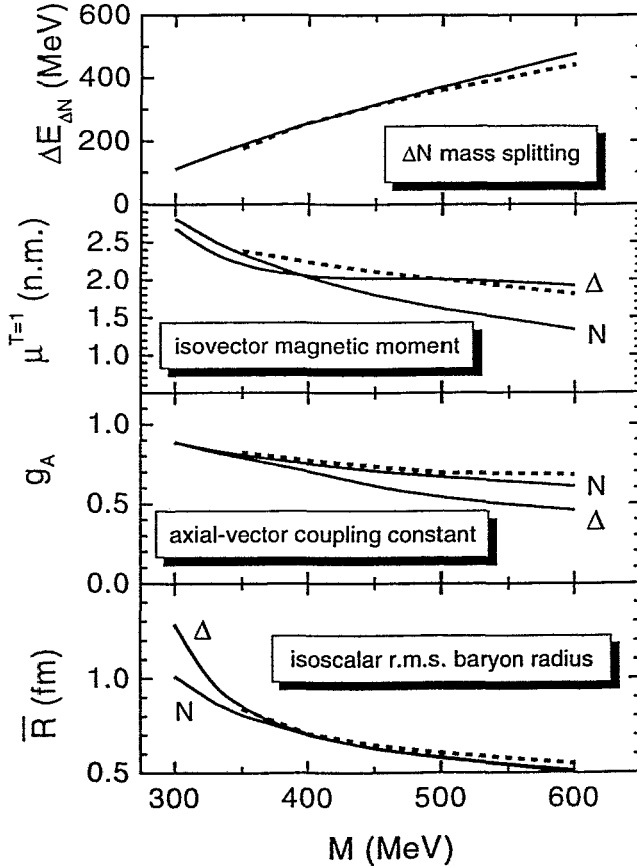 600
400
200
0
ΔE_ΔN (MeV)
ΔN mass splitting
2.5
2.0
1.5
1.0
μ^T=1 (n.m.)
Δ
N
isovector magnetic moment
1.0
0.5
0.0
g_A
N
Δ
axial-vector coupling constant
Δ
N
isoscalar r.m.s. baryon radius
1.0
0.5
R̅ (fm)
300 400 500 600
M (MeV)